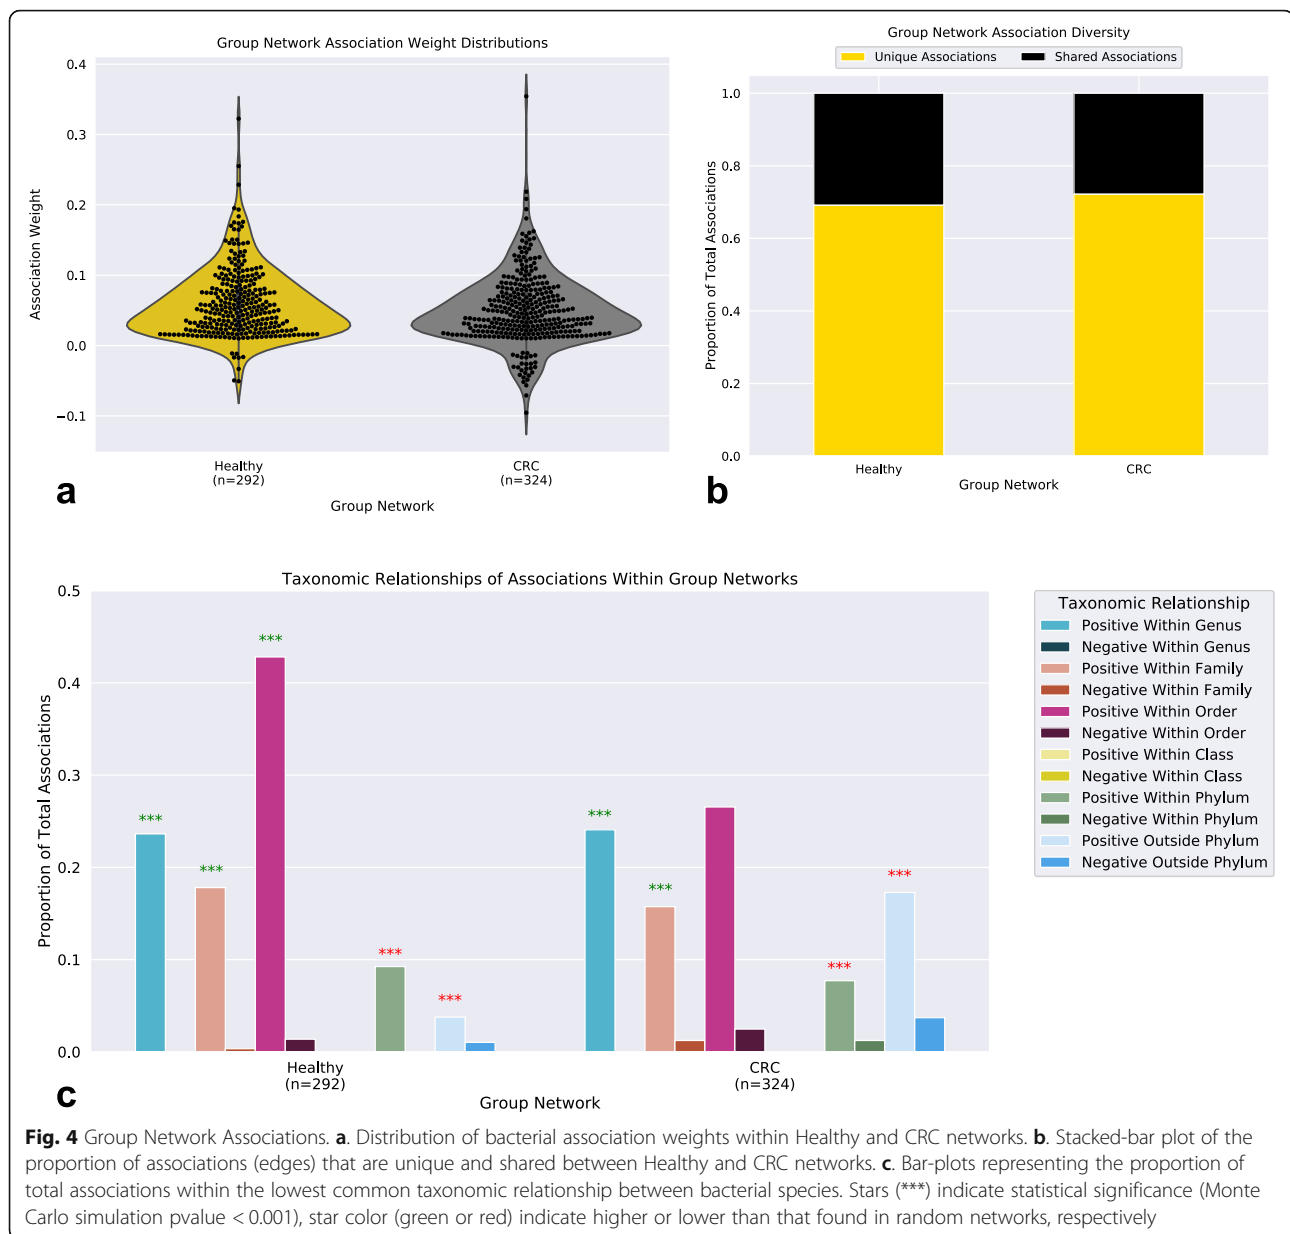 Group Network Association Weight Distributions
0.4
0.3
0.2
0.1
0.0
−0.1
Association Weight
Healthy
(n=292)
CRC
(n=324)
Group Network
a
Group Network Association Diversity
Unique Associations
Shared Associations
1.0
0.8
0.6
0.4
0.2
0.0
Proportion of Total Associations
Healthy
CRC
Group Network
b
Taxonomic Relationships of Associations Within Group Networks
0.5
0.4
0.3
0.2
0.1
0.0
Proportion of Total Associations
***
***
***
***
***
***
***
***
***
Healthy
(n=292)
CRC
(n=324)
Group Network
c
Taxonomic Relationship
Positive Within Genus
Negative Within Genus
Positive Within Family
Negative Within Family
Positive Within Order
Negative Within Order
Positive Within Class
Negative Within Class
Positive Within Phylum
Negative Within Phylum
Positive Outside Phylum
Negative Outside Phylum
Fig. 4 Group Network Associations. a. Distribution of bacterial association weights within Healthy and CRC networks. b. Stacked-bar plot of the
proportion of associations (edges) that are unique and shared between Healthy and CRC networks. c. Bar-plots representing the proportion of
total associations within the lowest common taxonomic relationship between bacterial species. Stars (***) indicate statistical significance (Monte
Carlo simulation pvalue < 0.001), star color (green or red) indicate higher or lower than that found in random networks, respectively